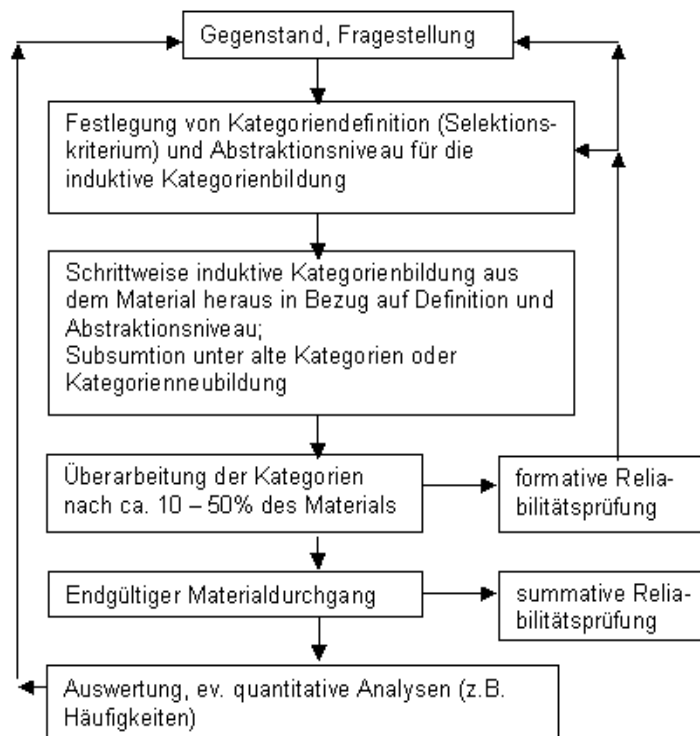 Gegenstand, Fragestellung
Festlegung von Kategoriendefinition (Selektions-
kriterium) und Abstraktionsniveau für die
induktive Kategorienbildung
Schrittweise induktive Kategorienbildung aus
dem Material heraus in Bezug auf Definition und
Abstraktionsniveau;
Subsumtion unter alte Kategorien oder
Kategorienneubildung
Überarbeitung der Kategorien
nach ca. 10 – 50% des Materials
formative Relia-
bilitätsprüfung
Endgültiger Materialdurchgang
summative Relia-
bilitätsprüfung
Auswertung, ev. quantitative Analysen (z.B.
Häufigkeiten)